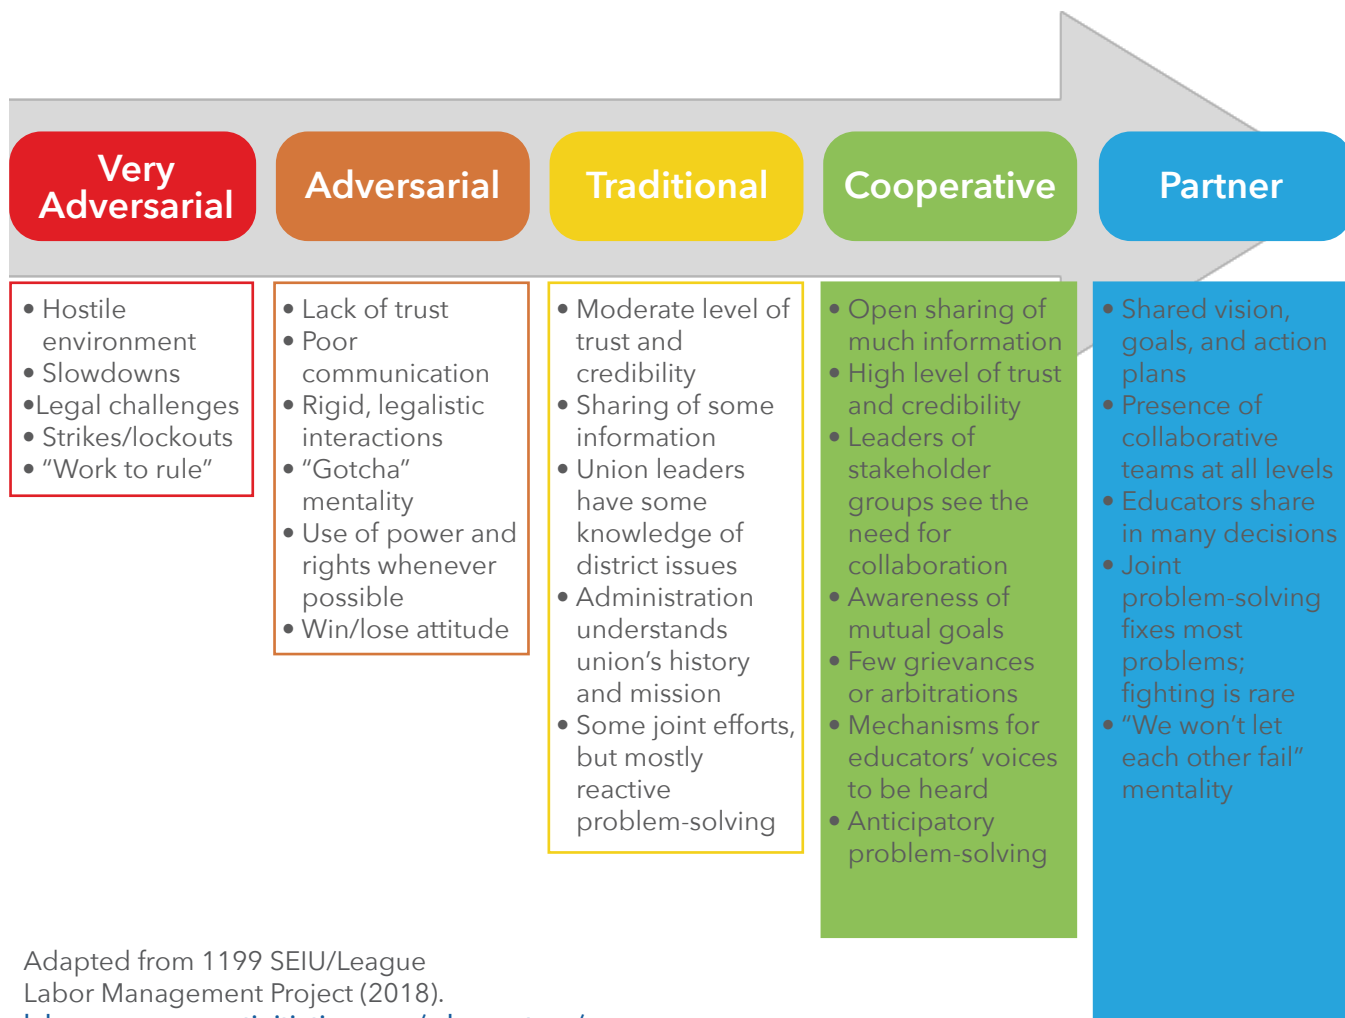 Very
Adversarial
Adversarial
Traditional
Cooperative
Partner
• Hostile
environment
• Slowdowns
•Legal challenges
• Strikes/lockouts
• “Work to rule”
• Lack of trust
• Poor
communication
• Rigid, legalistic
interactions
• “Gotcha”
mentality
• Use of power and
rights whenever
possible
• Win/lose attitude
• Moderate level of
trust and
credibility
• Sharing of some
information
• Union leaders
have some
knowledge of
district issues
• Administration
understands
union’s history
and mission
• Some joint efforts,
but mostly
reactive
problem-solving
• Open sharing of
much information
• High level of trust
and credibility
• Leaders of
stakeholder
groups see the
need for
collaboration
• Awareness of
mutual goals
• Few grievances
or arbitrations
• Mechanisms for
educators’ voices
to be heard
• Anticipatory
problem-solving
• Shared vision,
goals, and action
plans
• Presence of
collaborative
teams at all levels
• Educators share
in many decisions
• Joint
problem-solving
fixes most
problems;
fighting is rare
• “We won’t let
each other fail”
mentality
Adapted from 1199 SEIU/League
Labor Management Project (2018).